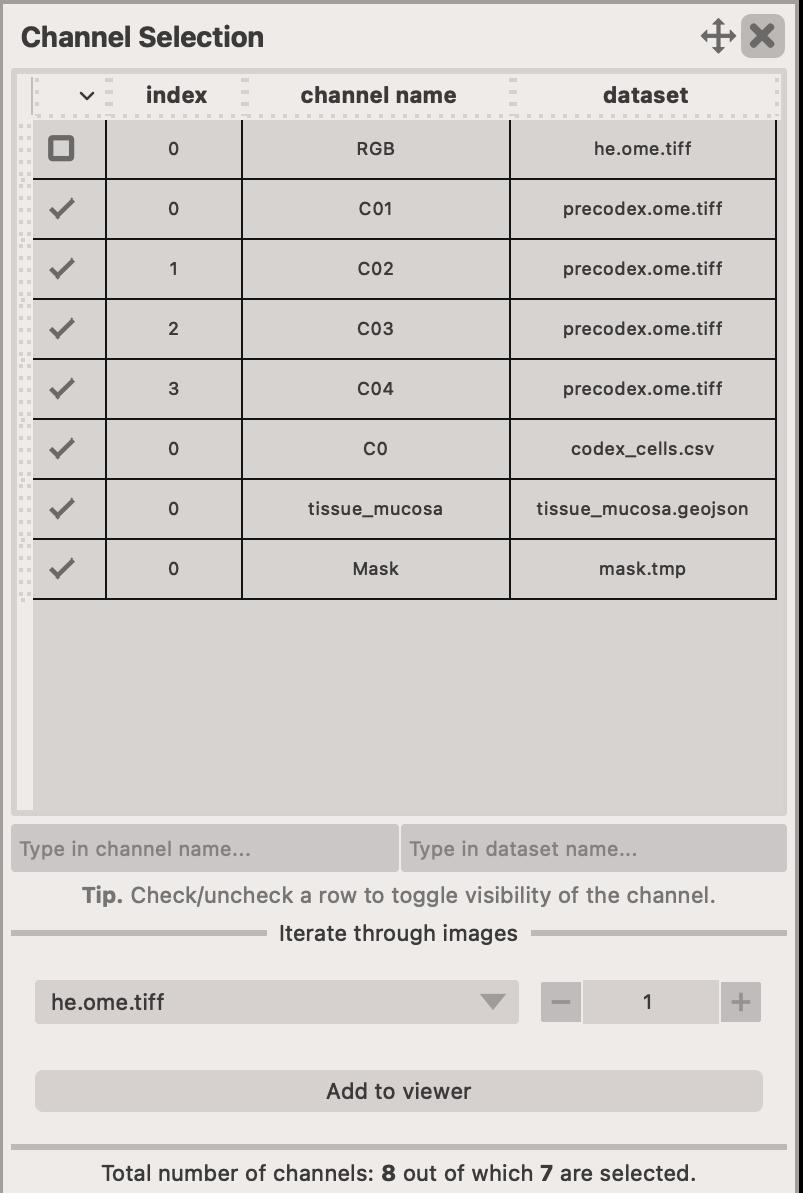 Channel Selection
index channel name dataset
0 RGB he.ome.tiff
0 C01 precodex.ome.tiff
1 C02 precodex.ome.tiff
2 C03 precodex.ome.tiff
3 C04 precodex.ome.tiff
0 C0 codex_cells.csv
0 tissue_mucosa tissue_mucosa.geojson
0 Mask mask.tmp
Type in channel name... Type in dataset name...
Tip. Check/uncheck a row to toggle visibility of the channel.
Iterate through images
he.ome.tiff 1
Add to viewer
Total number of channels: 8 out of which 7 are selected.